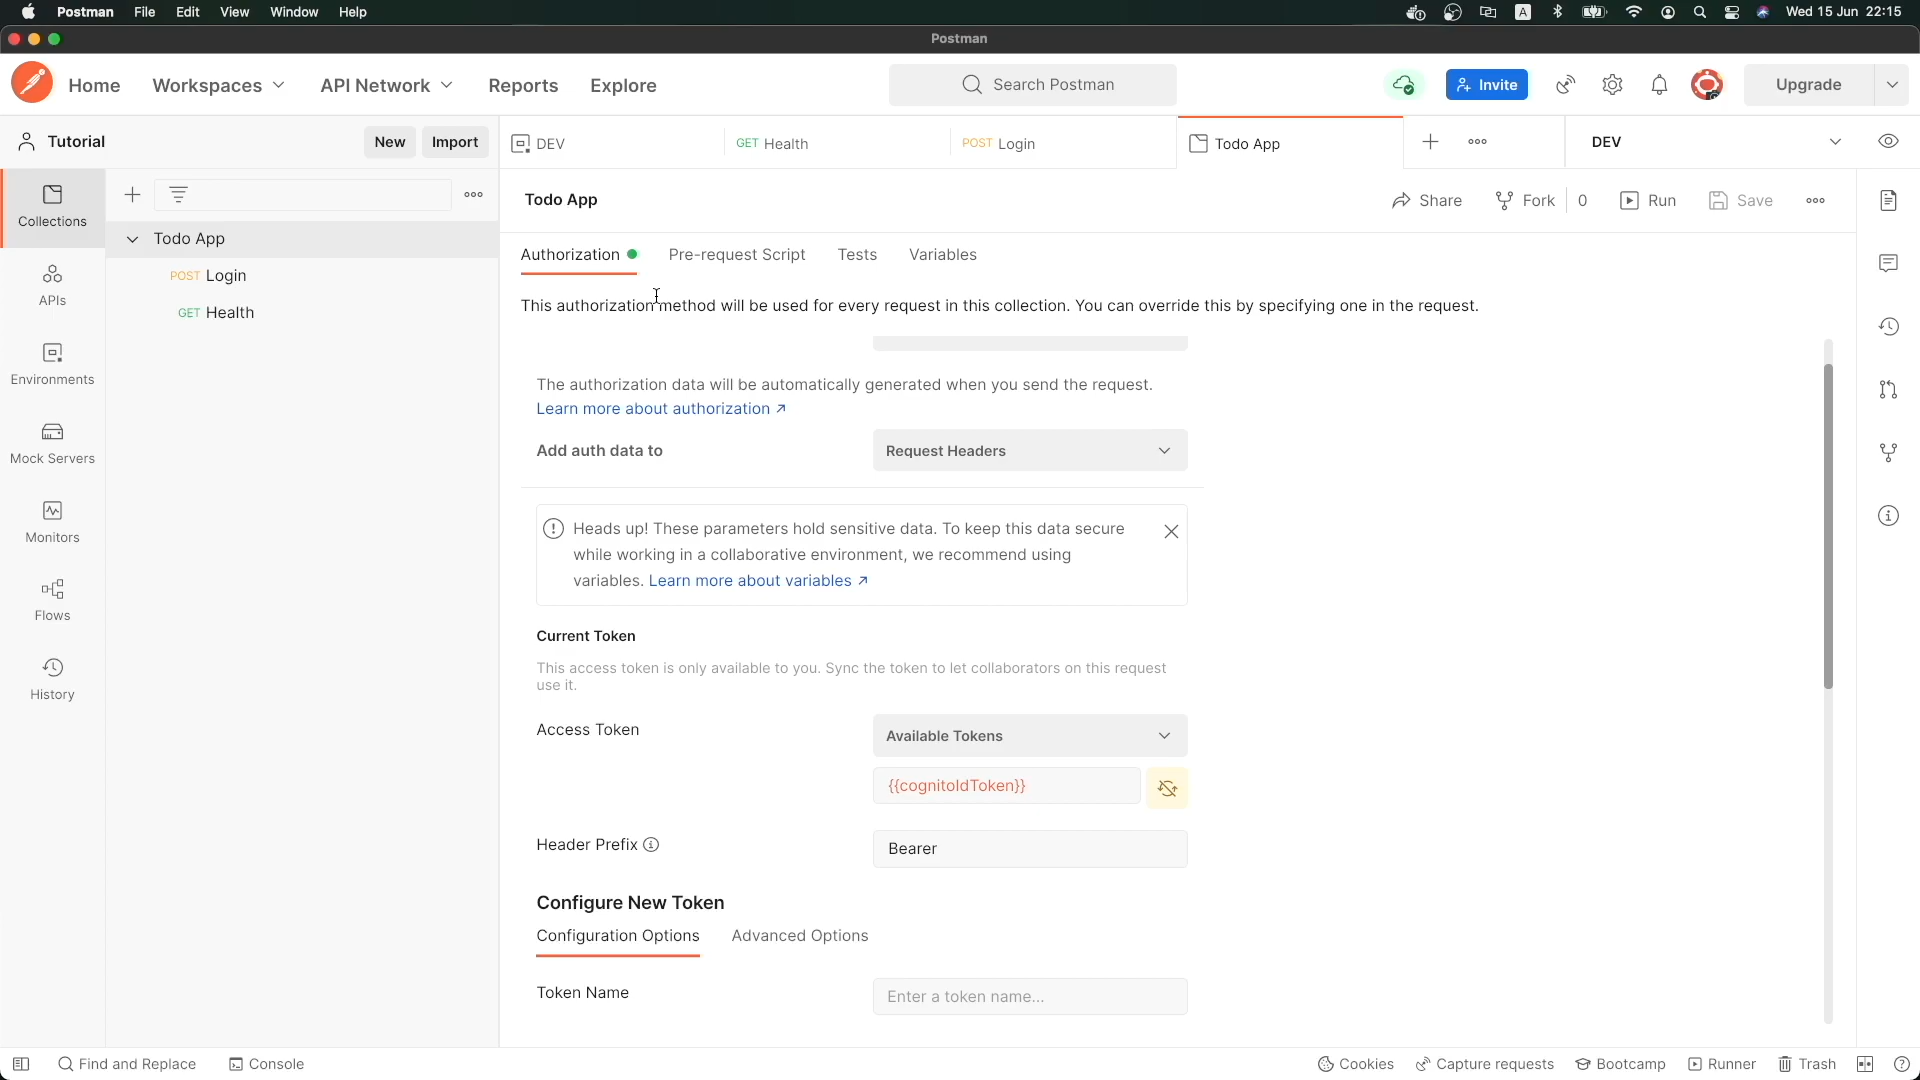 Postman File Edit View Window Help
A
Wed 15 Jun 22:15
Postman
Home Workspaces API Network Reports Explore
Search Postman
Invite
Upgrade
Tutorial
New Import
DEV
GET Health
POST Login
Todo App
DEV
Collections
APIs
Environments
Mock Servers
Monitors
Flows
History
Todo App
POST Login
GET Health
Todo App
Share Fork 0 Run Save
Authorization Pre-request Script Tests Variables
This authorization method will be used for every request in this collection. You can override this by specifying one in the request.
The authorization data will be automatically generated when you send the request.
Learn more about authorization ↗
Add auth data to
Request Headers
Heads up! These parameters hold sensitive data. To keep this data secure
while working in a collaborative environment, we recommend using
variables. Learn more about variables ↗
Current Token
This access token is only available to you. Sync the token to let collaborators on this request
use it.
Access Token
Available Tokens
{{cognitoIdToken}}
Header Prefix
Bearer
Configure New Token
Configuration Options Advanced Options
Token Name
Enter a token name...
Find and Replace Console
Cookies Capture requests Bootcamp Runner Trash